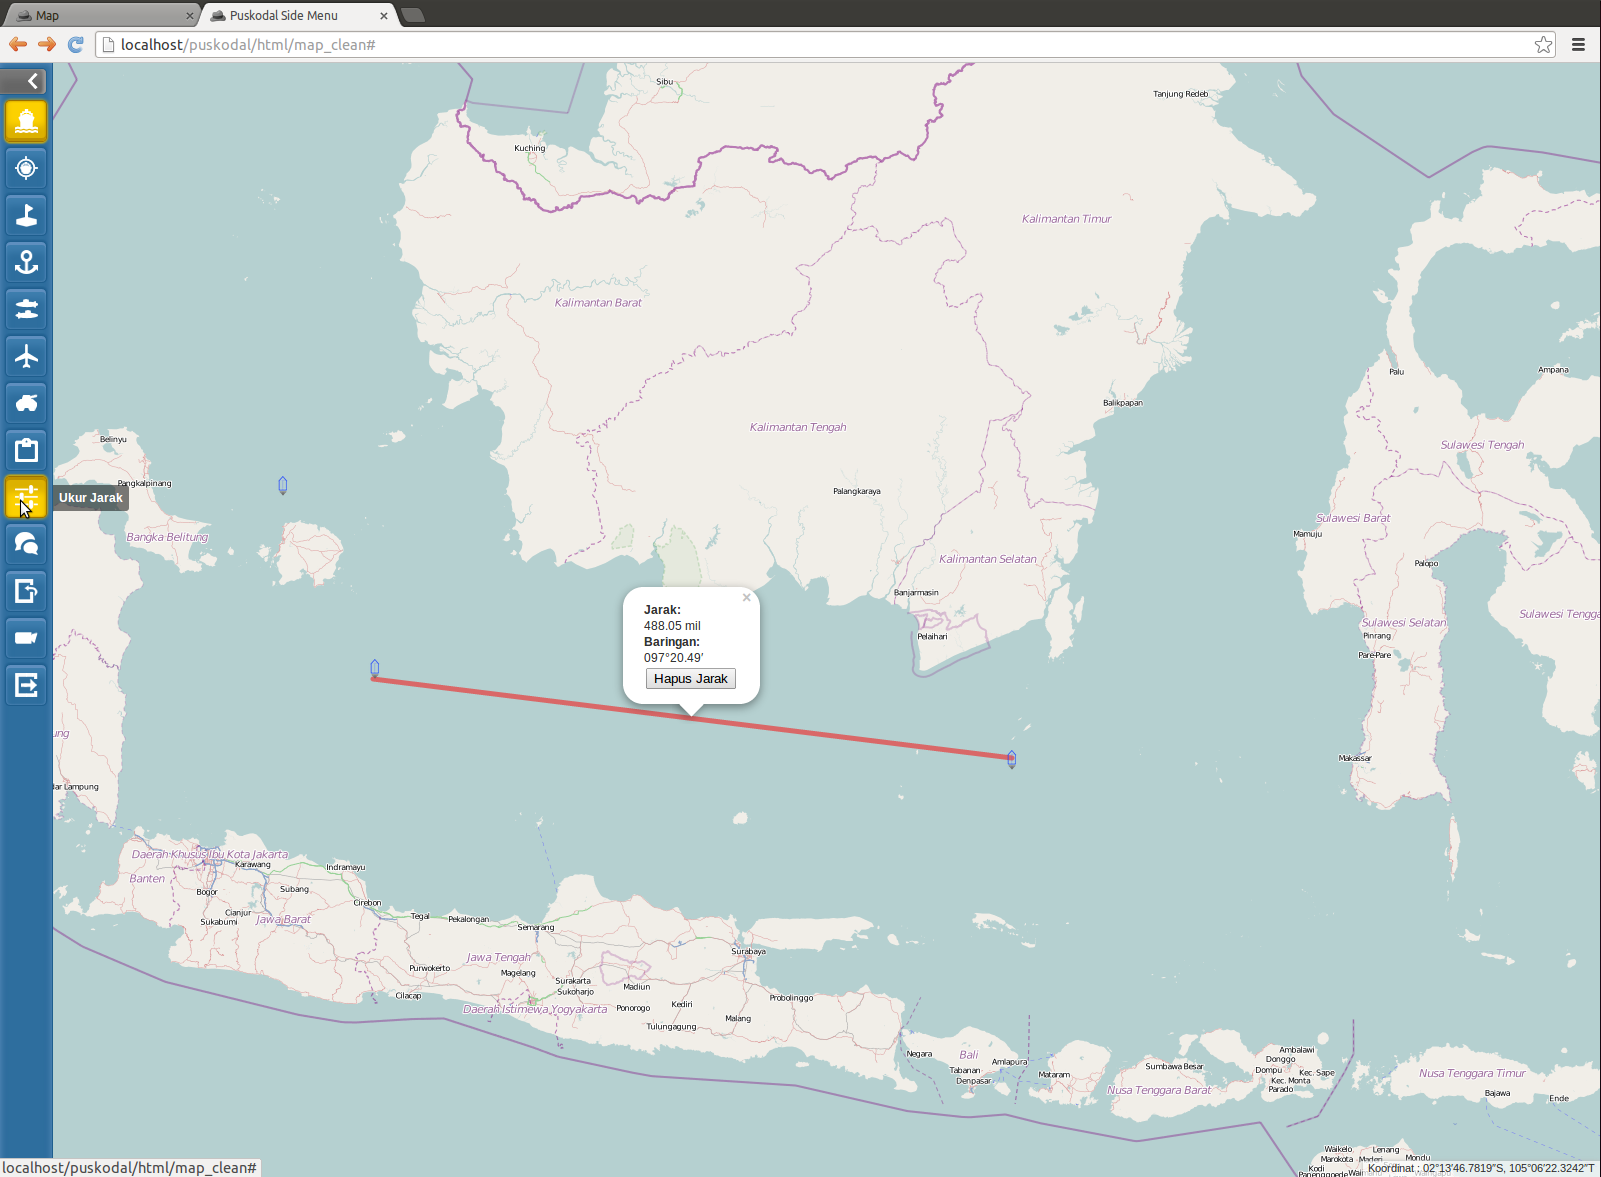 Map
Puskodal Side Menu
localhost/puskodal/html/map_clean#
Sibu
Tanjung Redeb
Kuching
Kalimantan Timur
Kalimantan Barat
Palu
Ampana
Balikpapan
Kalimantan Tengah
Belinyu
Sulawesi Tengah
Pangkalpinang
Palangkaraya
Ukur Jarak
Sulawesi Barat
Bangka Belitung
Mamuju
Kalimantan Selatan
Palopo
Banjarmasin
Jarak:
488.05 mil
Baringan:
097°20.49′
Hapus Jarak
Sulawesi Tengga
Sulawesi Selatan
Pelaihari
Pinrang
Pare-Pare
ung
Makassar
dar Lampung
Daerah Khusus Ibu Kota Jakarta
Karawang
Indramayu
Banten
Bogor
Subang
Cirebon
Cianjur
Sukabumi
Jawa Barat
Tegal
Pekalongan
Semarang
Surabaya
Jawa Tengah
Purwokerto
Magelang
Surakarta
Sukoharjo
Madiun
Cilacap
Probolinggo
Daerah Istimewa Yogyakarta
Ponorogo
Kediri
Malang
Tulungagung
Negara
Bali
Amlapura
Tabanan
Denpasar
Mataram
Sumbawa Besar
Ambalawi
Donggo
Dompu
Kec. Sape
Kec. Monta
Parado
Nusa Tenggara Barat
Nusa Tenggara Timur
Bajawa
Ende
Waikelo
Lenang
Marokota
Maderi
Mondu
Kodi
Panenggoede
localhost/puskodal/html/map_clean#
Koordinat : 02°13′46.7819″S, 105°06′22.3242″T